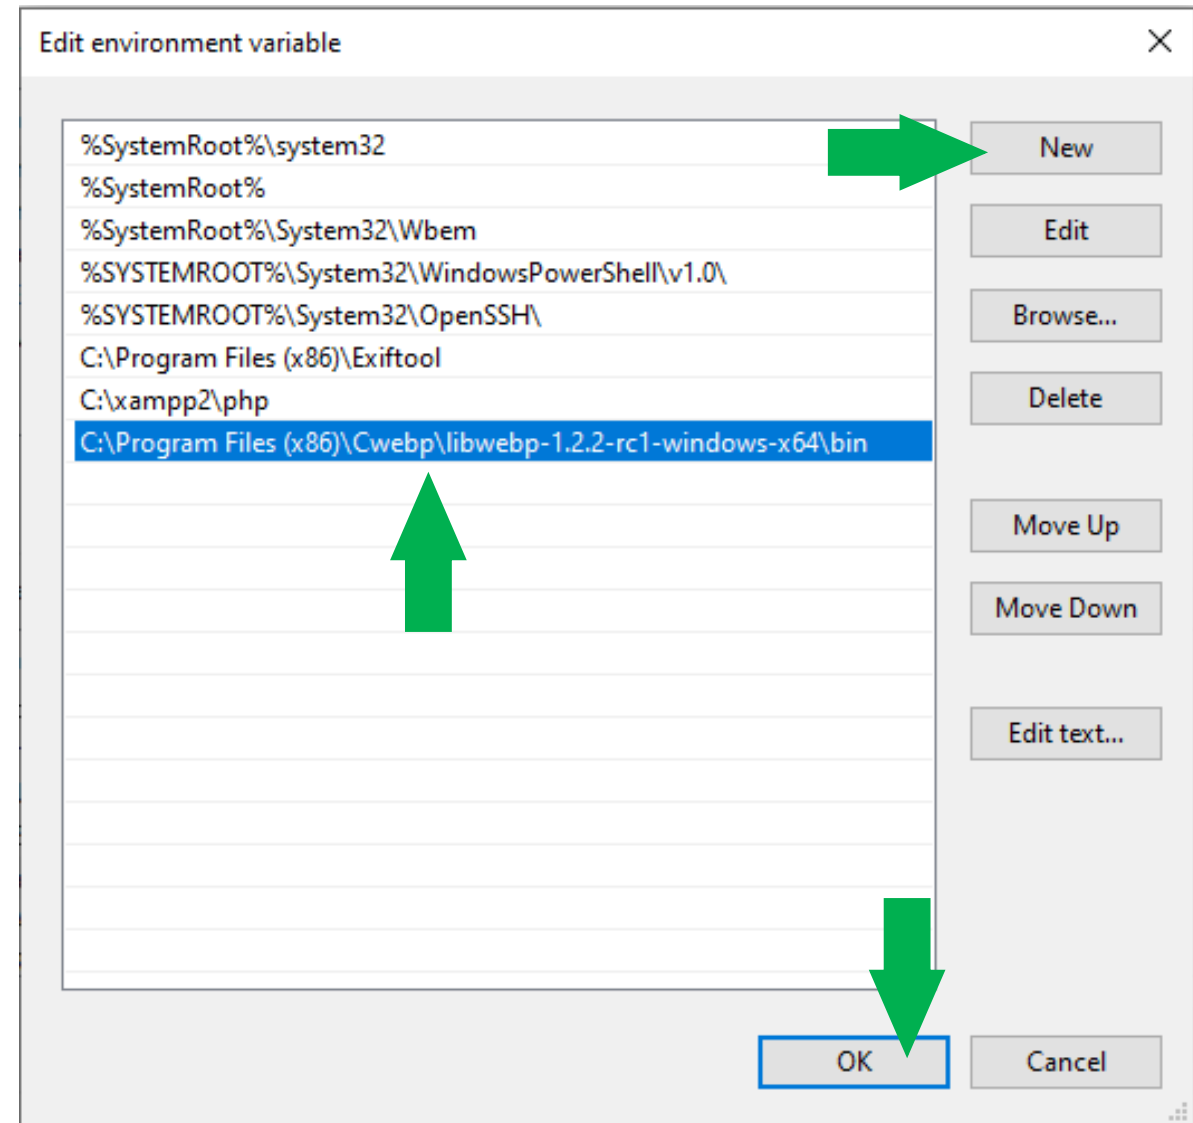 Edit environment variable
%SystemRoot%\system32
New
%SystemRoot%
%SystemRoot%\System32\Wbem
Edit
%SYSTEMROOT%\System32\WindowsPowerShell\v1.0\
%SYSTEMROOT%\System32\OpenSSH\
Browse...
C:\Program Files (x86)\Exiftool
C:\xampp2\php
Delete
C:\Program Files (x86)\Cwebp\libwebp-1.2.2-rc1-windows-x64\bin
Move Up
Move Down
Edit text...
OK
Cancel